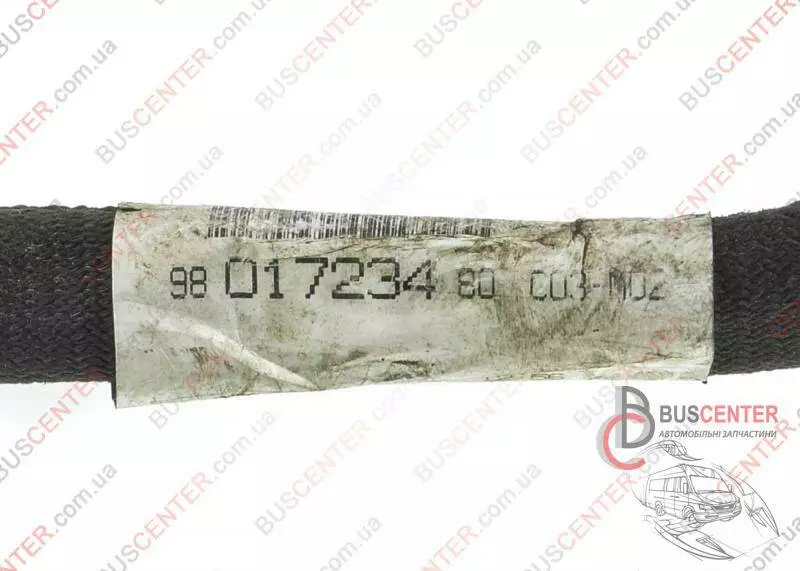 98 017234 80 C03-M02
BUSCENTER
АВТОМОБІЛЬНІ ЗАПЧАСТИНИ
BUSCENTER.com.ua